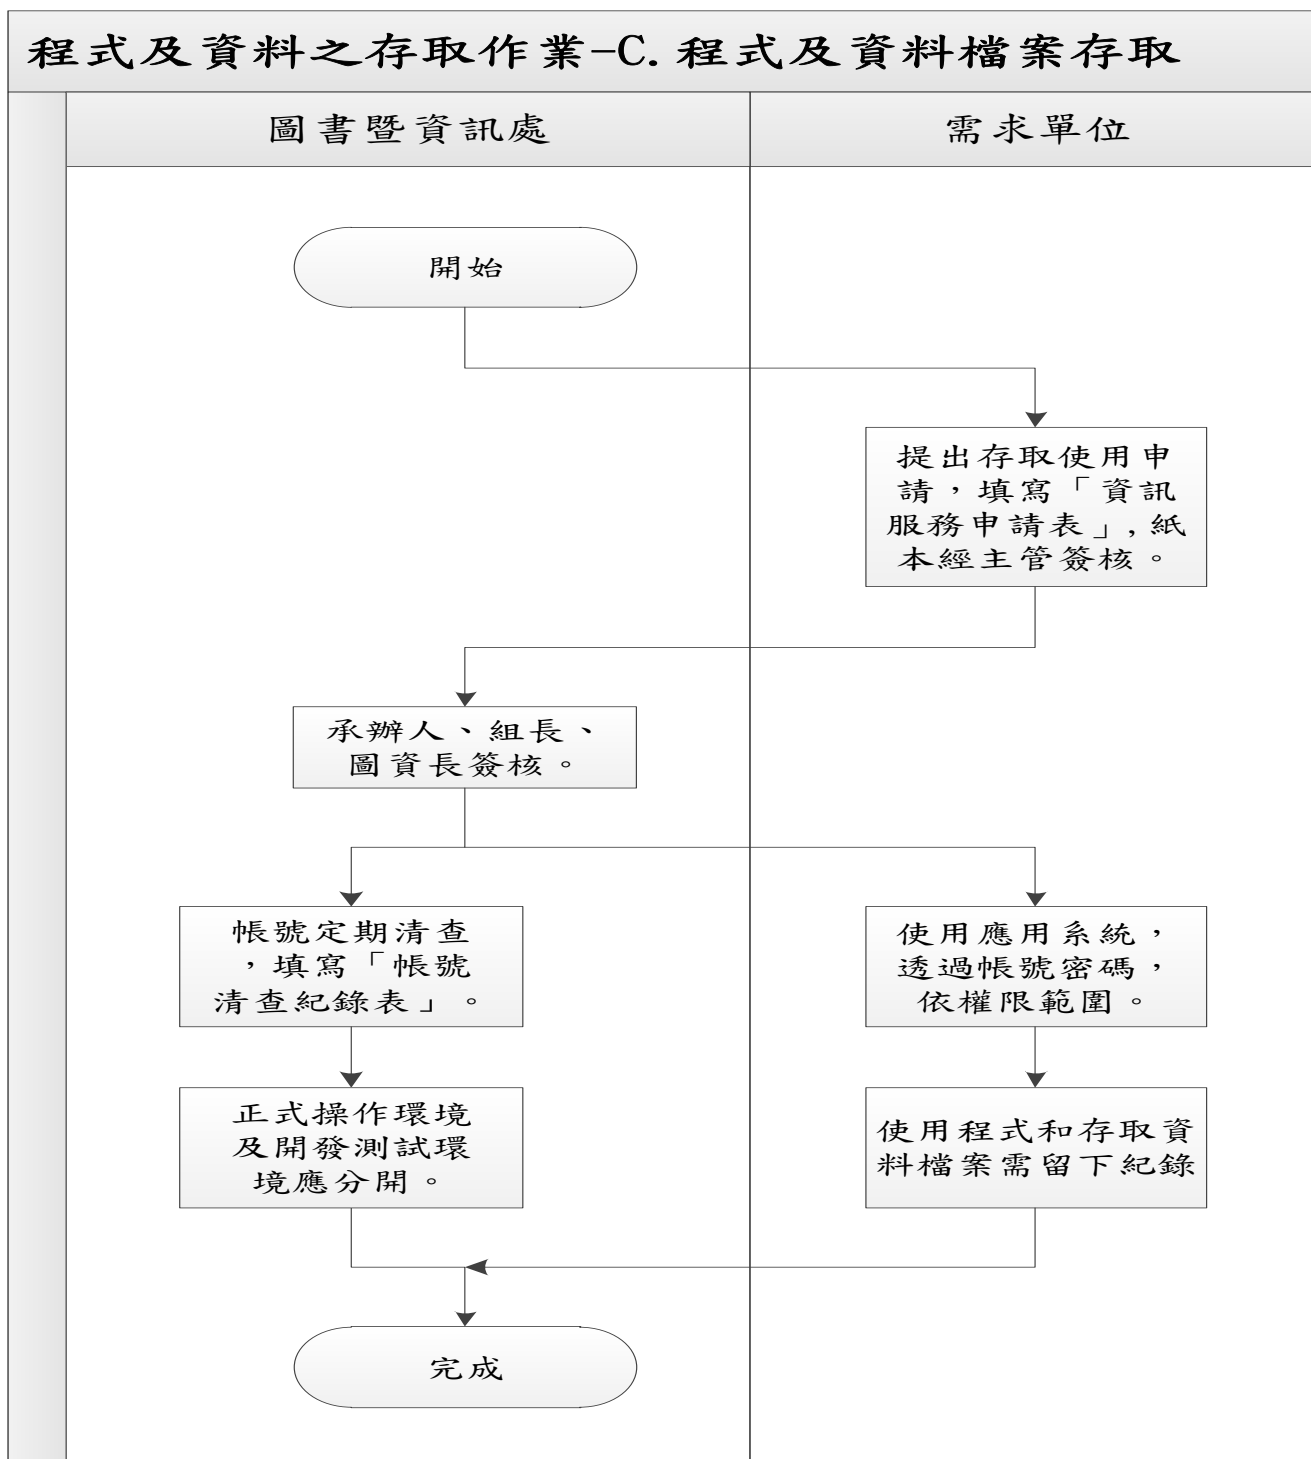 程式及資料之存取作業-C.程式及資料檔案存取
圖書暨資訊處
需求單位
開始
提出存取使用申
請，填寫「資訊
服務申請表」,紙
本經主管簽核。
承辦人、組長、
圖資長簽核。
帳號定期清查
，填寫「帳號
清查紀錄表」。
使用應用系統，
透過帳號密碼，
依權限範圍。
正式操作環境
及開發測試環
境應分開。
使用程式和存取資
料檔案需留下紀錄
完成